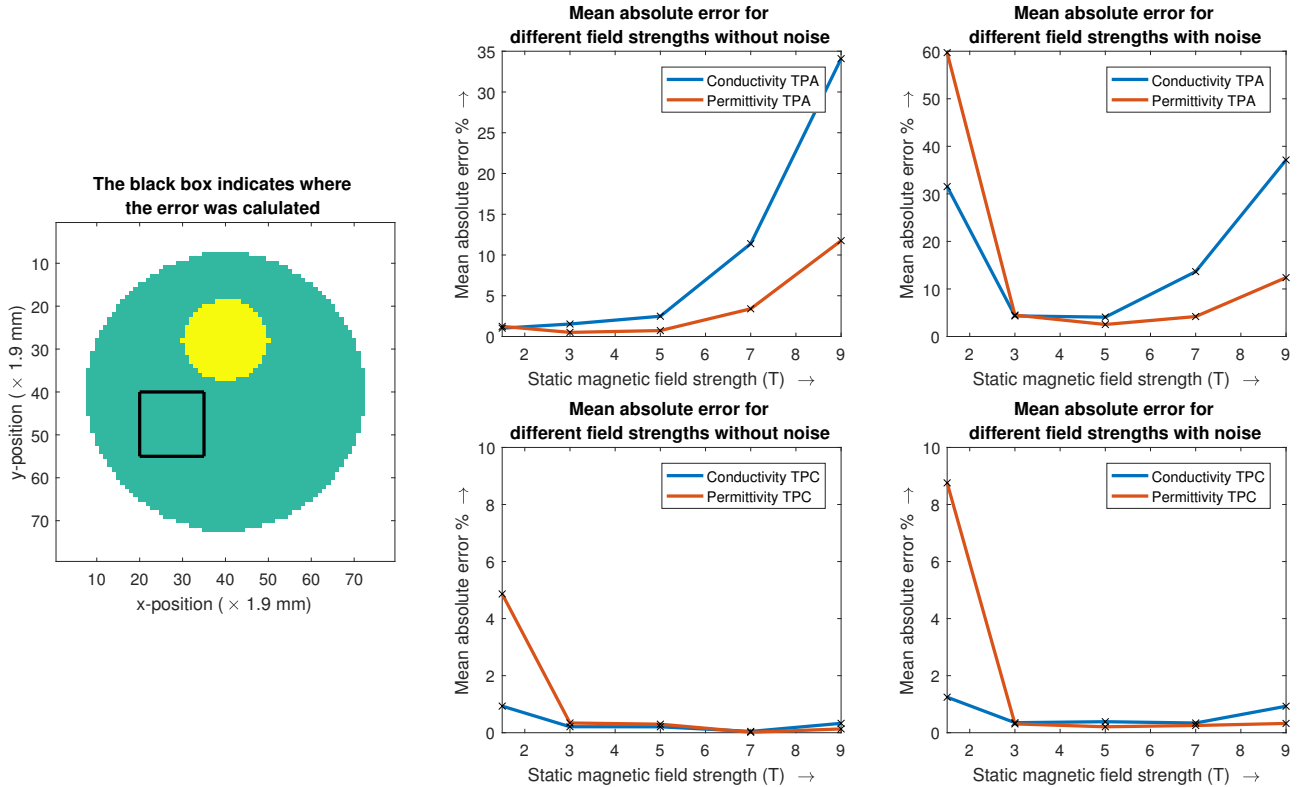 The black box indicates where
the error was calulated
10
20
30
40
50
60
70
y-position ( × 1.9 mm)
10 20 30 40 50 60 70
x-position ( × 1.9 mm)
Mean absolute error for
different field strengths without noise
35
30
25
20
15
10
5
0
Mean absolute error % →
Conductivity TPA
Permittivity TPA
2 3 4 5 6 7 8 9
Static magnetic field strength (T) →
Mean absolute error for
different field strengths with noise
60
50
40
30
20
10
0
Mean absolute error % →
Conductivity TPA
Permittivity TPA
2 3 4 5 6 7 8 9
Static magnetic field strength (T) →
Mean absolute error for
different field strengths without noise
10
8
6
4
2
0
Mean absolute error % →
Conductivity TPC
Permittivity TPC
2 3 4 5 6 7 8 9
Static magnetic field strength (T) →
Mean absolute error for
different field strengths with noise
10
8
6
4
2
0
Mean absolute error % →
Conductivity TPC
Permittivity TPC
2 3 4 5 6 7 8 9
Static magnetic field strength (T) →